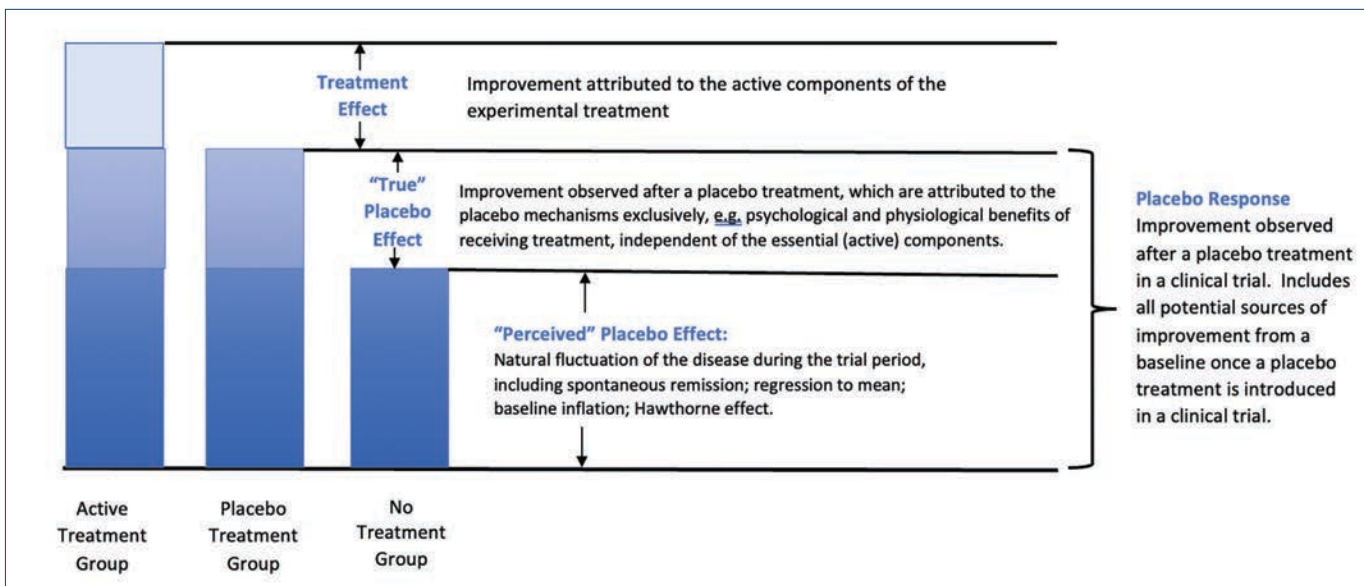 Treatment
Effect
Improvement attributed to the active components of the
experimental treatment
“True”
Placebo
Effect
Improvement observed after a placebo treatment, which are attributed to the
placebo mechanisms exclusively, e.g. psychological and physiological benefits of
receiving treatment, independent of the essential (active) components.
“Perceived” Placebo Effect:
Natural fluctuation of the disease during the trial period,
including spontaneous remission; regression to mean;
baseline inflation; Hawthorne effect.
Placebo Response
Improvement observed
after a placebo treatment
in a clinical trial. Includes
all potential sources of
improvement from a
baseline once a placebo
treatment is introduced
in a clinical trial.
Active
Treatment
Group
Placebo
Treatment
Group
No
Treatment
Group